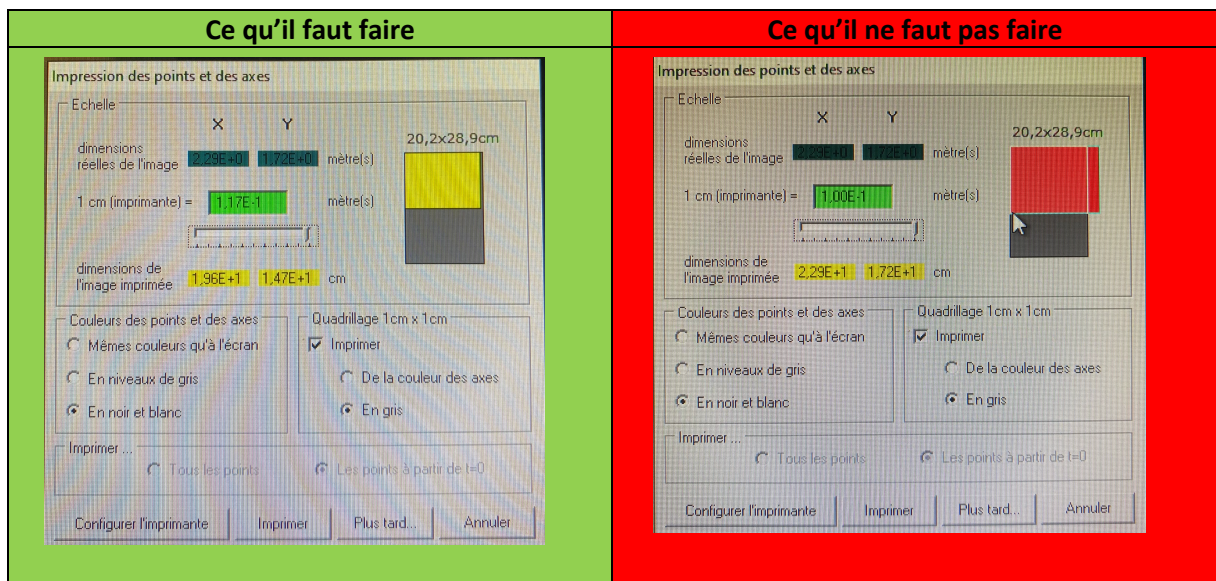 Ce qu'il faut faire
Impression des points et des axes
Echelle
X Y
20,2x28,9cm
dimensions
réelles de l'image 2,29E+0 1,72E+0 mètre(s)
1 cm (imprimante) = 1,17E-1 mètre(s)
dimensions de
l'image imprimée 1,96E+1 1,47E+1 cm
Couleurs des points et des axes
Mêmes couleurs qu'à l'écran
En niveaux de gris
En noir et blanc
Quadrillage 1cm x 1cm
Imprimer
De la couleur des axes
En gris
Imprimer ...
Tous les points Les points à partir de t=0
Configurer l'imprimante Imprimer Plus tard... Annuler
Ce qu'il ne faut pas faire
Impression des points et des axes
Echelle
X Y
20,2x28,9cm
dimensions
réelles de l'image 2,29E+0 1,72E+0 mètre(s)
1 cm (imprimante) = 1,00E-1 mètre(s)
dimensions de
l'image imprimée 2,29E+1 1,72E+1 cm
Couleurs des points et des axes
Mêmes couleurs qu'à l'écran
En niveaux de gris
En noir et blanc
Quadrillage 1cm x 1cm
Imprimer
De la couleur des axes
En gris
Imprimer ...
Tous les points Les points à partir de t=0
Configurer l'imprimante Imprimer Plus tard... Annuler